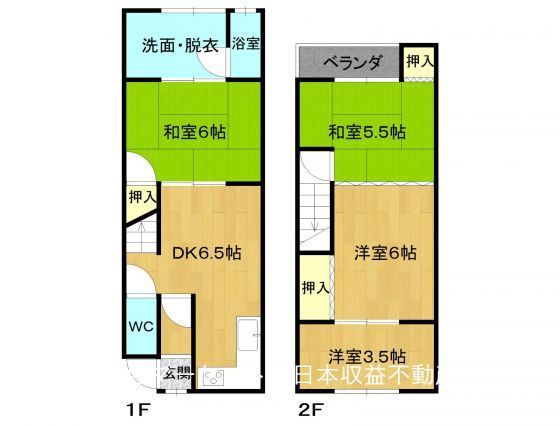 洗面・脱衣
浴室
和室6帖
押入
DK6.5帖
WC
玄関
1F
ベランダ
押入
和室5.5帖
洋室6帖
押入
洋室3.5帖
日本収益不動産
2F